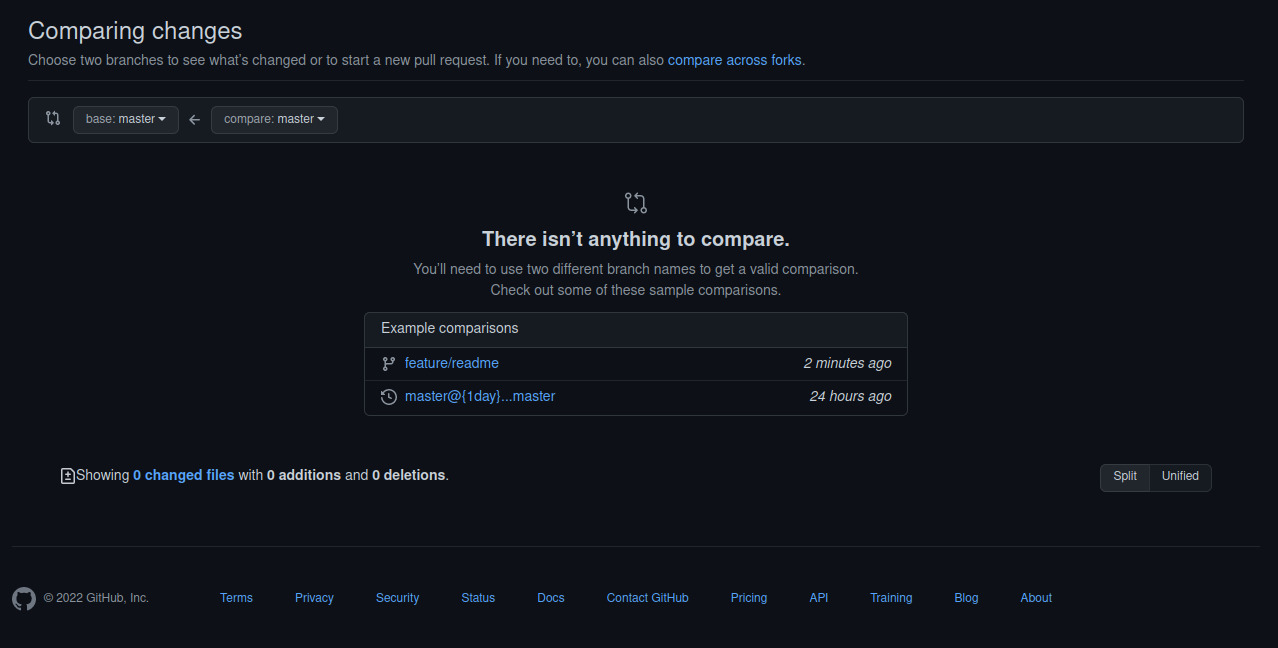 Comparing changes
Choose two branches to see what's changed or to start a new pull request. If you need to, you can also compare across forks.
base: master compare: master
There isn't anything to compare.
You'll need to use two different branch names to get a valid comparison.
Check out some of these sample comparisons.
Example comparisons
feature/readme 2 minutes ago
master@{1day}...master 24 hours ago
Showing 0 changed files with 0 additions and 0 deletions. Split Unified
© 2022 GitHub, Inc. Terms Privacy Security Status Docs Contact GitHub Pricing API Training Blog About